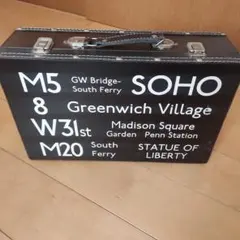 M5 GW Bridge- SOHO
South Ferry
8 Greenwich Village
W31st Madison Square
Garden Penn Station
M20 South STATUE OF
Ferry LIBERTY